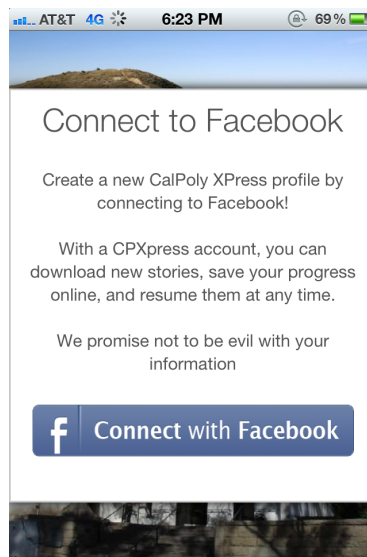 AT&T 4G 6:23 PM 69%
Connect to Facebook
Create a new CalPoly XPress profile by
connecting to Facebook!
With a CPXpress account, you can
download new stories, save your progress
online, and resume them at any time.
We promise not to be evil with your
information
f Connect with Facebook